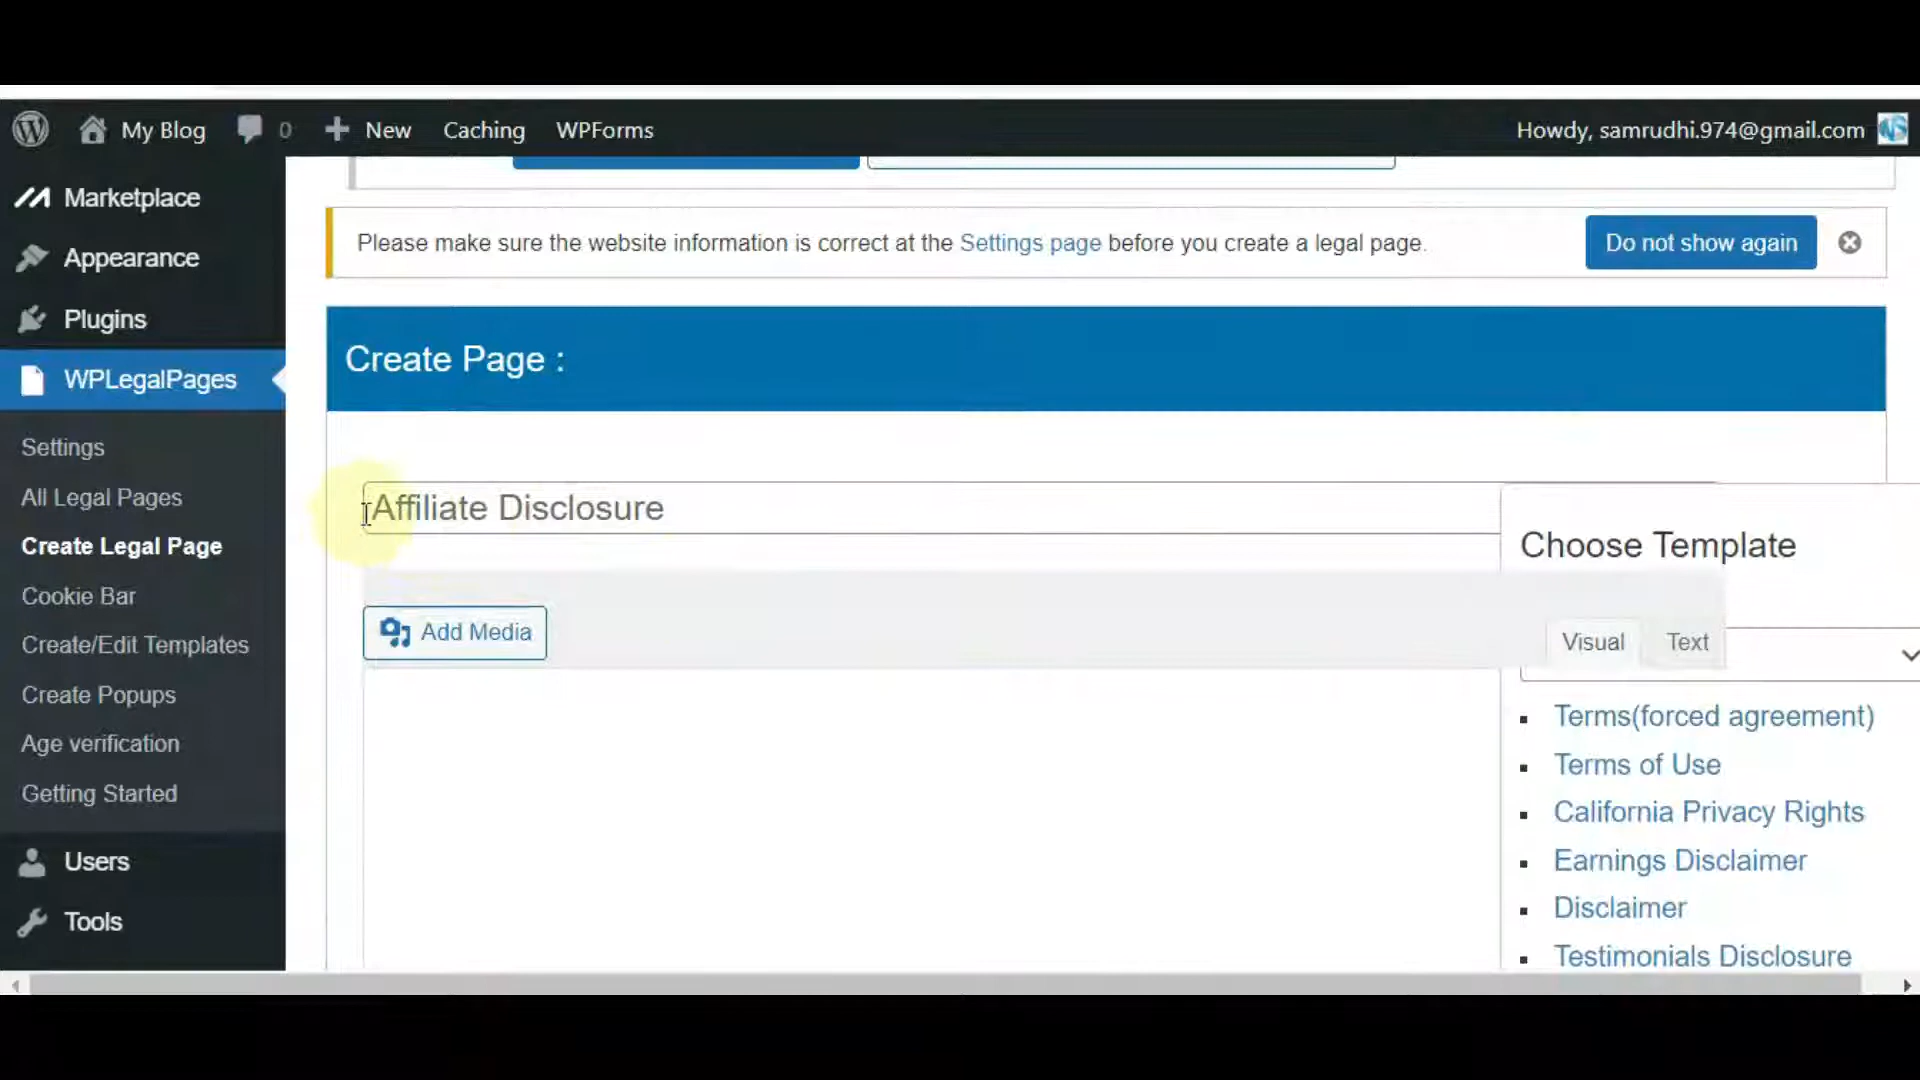 My Blog 0 New Caching WPForms Howdy, samrudhi.974@gmail.com
Marketplace
Appearance
Plugins
WPLegalPages
Settings
All Legal Pages
Create Legal Page
Cookie Bar
Create/Edit Templates
Create Popups
Age verification
Getting Started
Users
Tools
Please make sure the website information is correct at the Settings page before you create a legal page. Do not show again
Create Page :
Affiliate Disclosure
Add Media
Visual Text
Choose Template
Terms(forced agreement)
Terms of Use
California Privacy Rights
Earnings Disclaimer
Disclaimer
Testimonials Disclosure